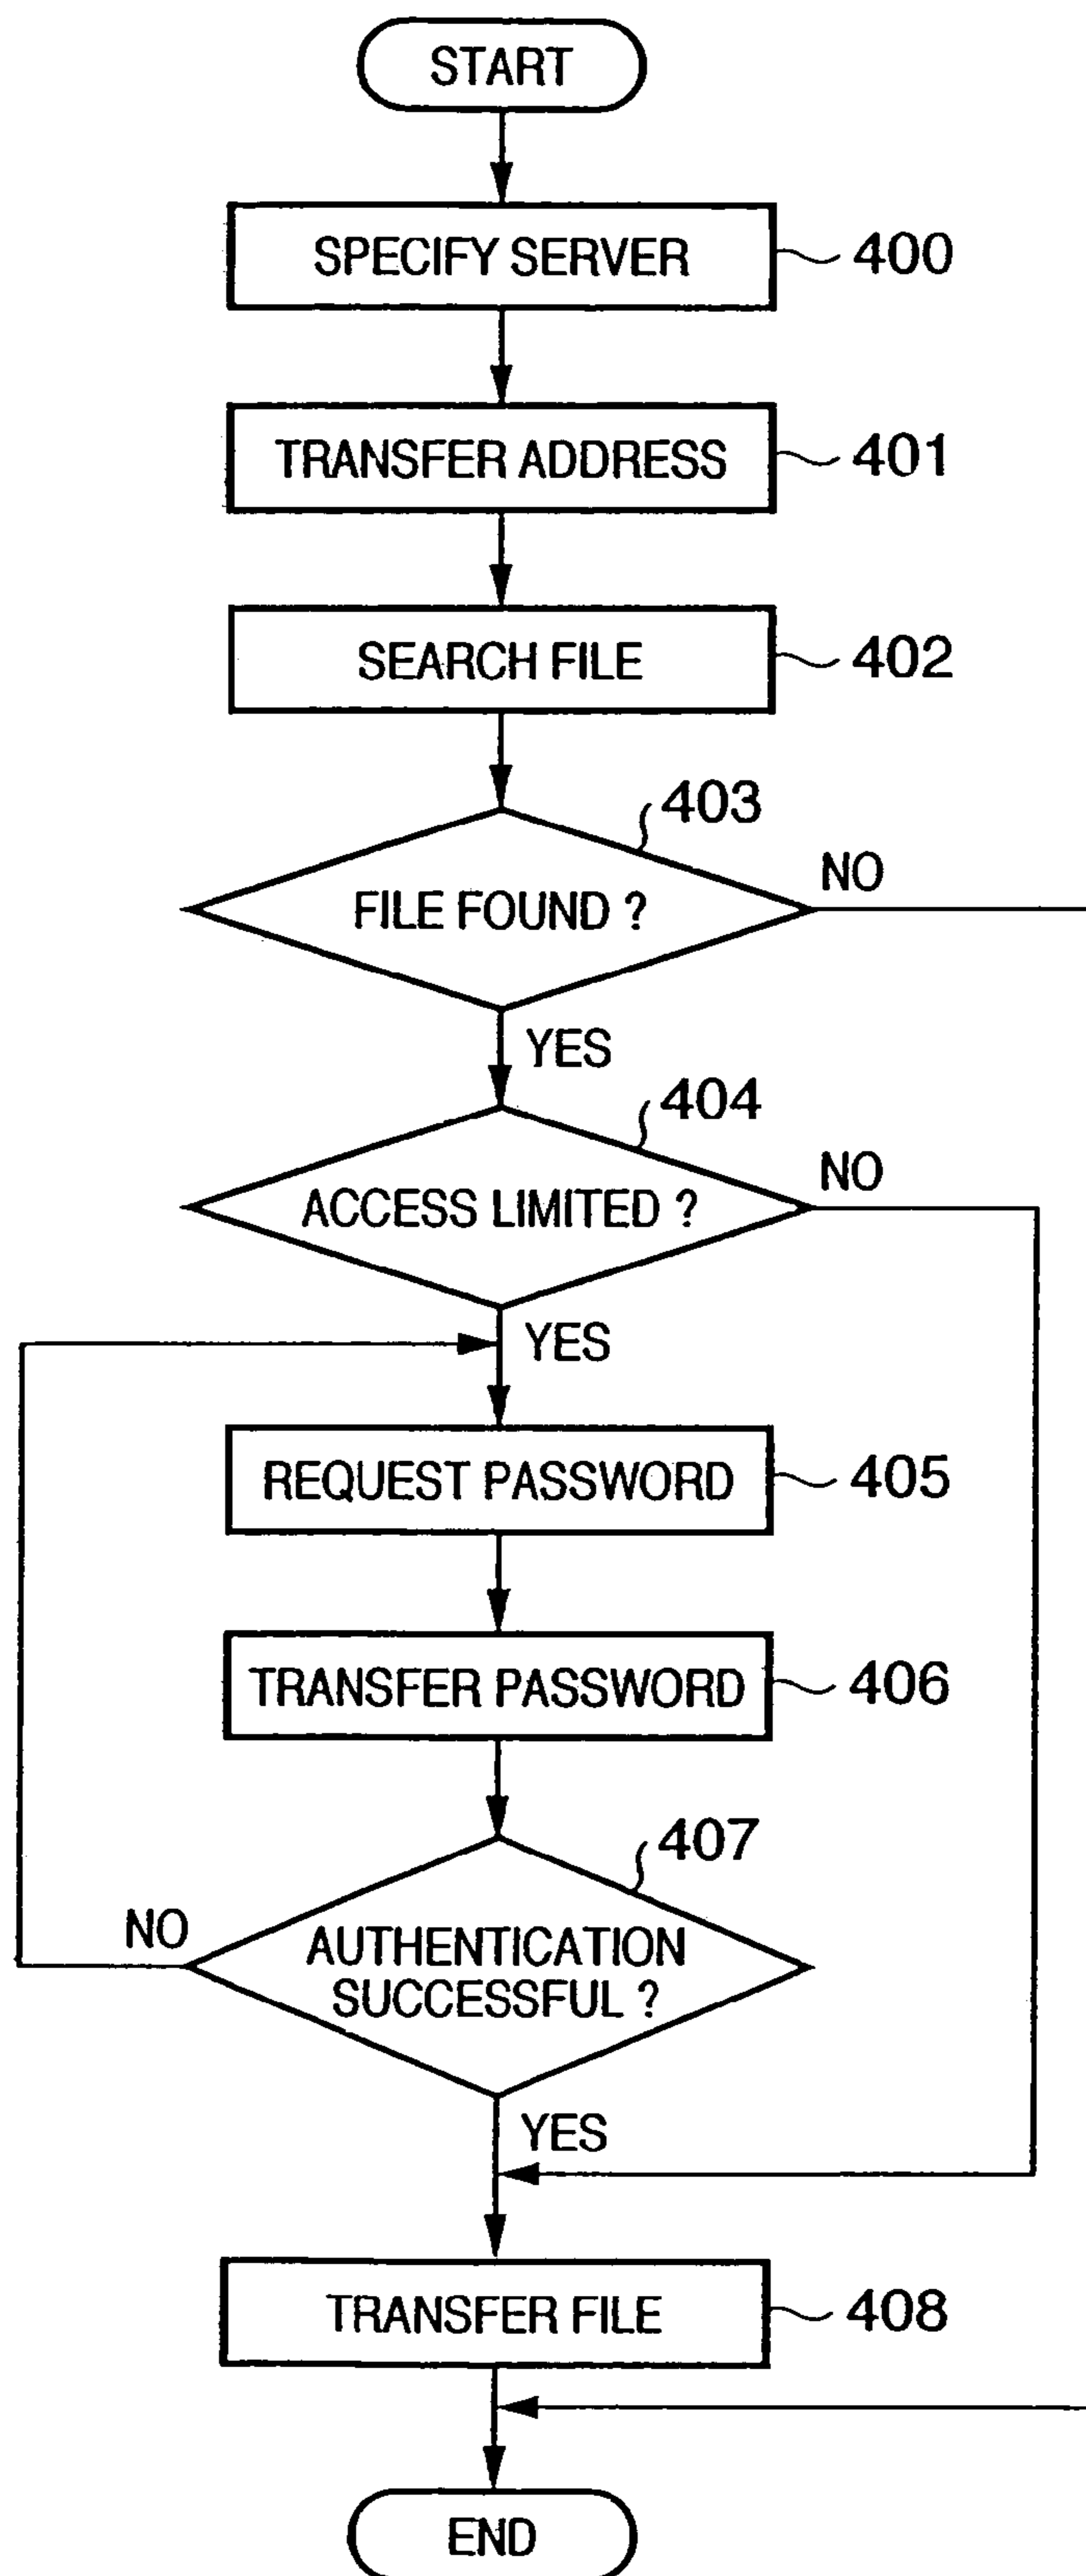 START
SPECIFY SERVER
400
TRANSFER ADDRESS
401
SEARCH FILE
402
403
FILE FOUND ?
NO
YES
404
ACCESS LIMITED ?
NO
YES
REQUEST PASSWORD
405
TRANSFER PASSWORD
406
407
NO
AUTHENTICATION
SUCCESSFUL ?
YES
TRANSFER FILE
408
END